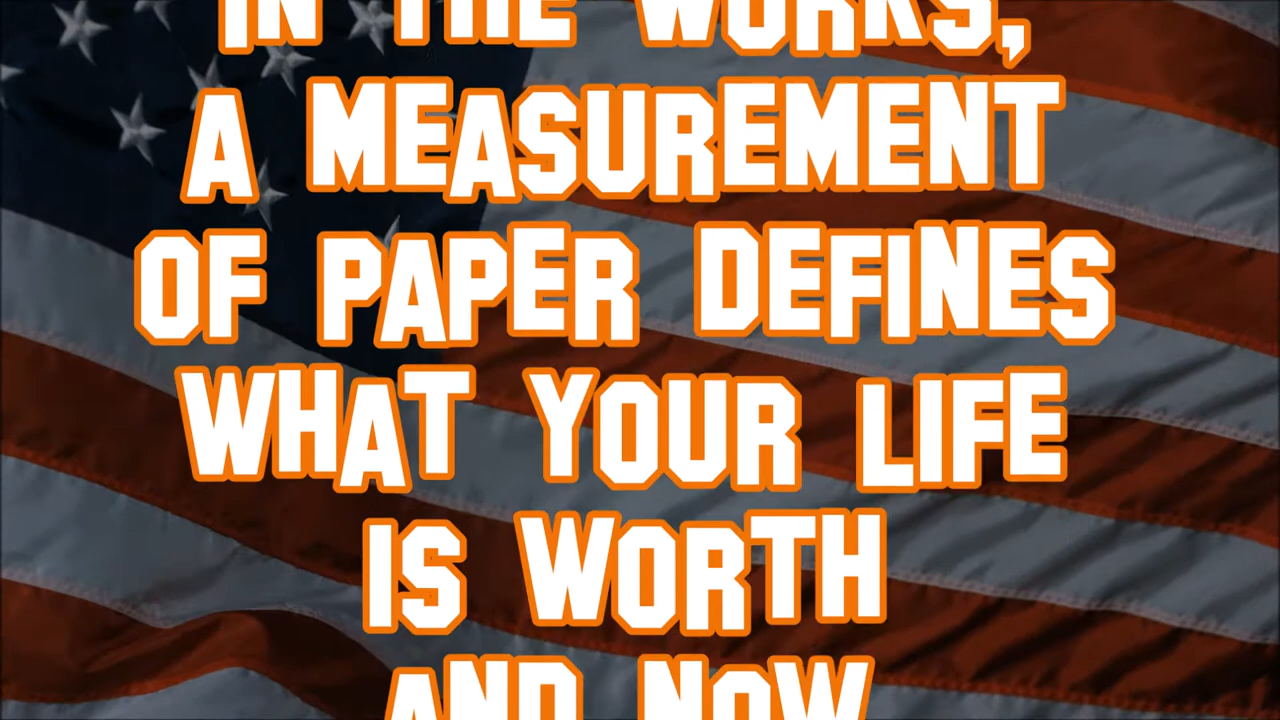 IN THE WORKS,
A MEASUREMENT
OF PAPER DEFINES
WHAT YOUR LIFE
IS WORTH
AND NOW